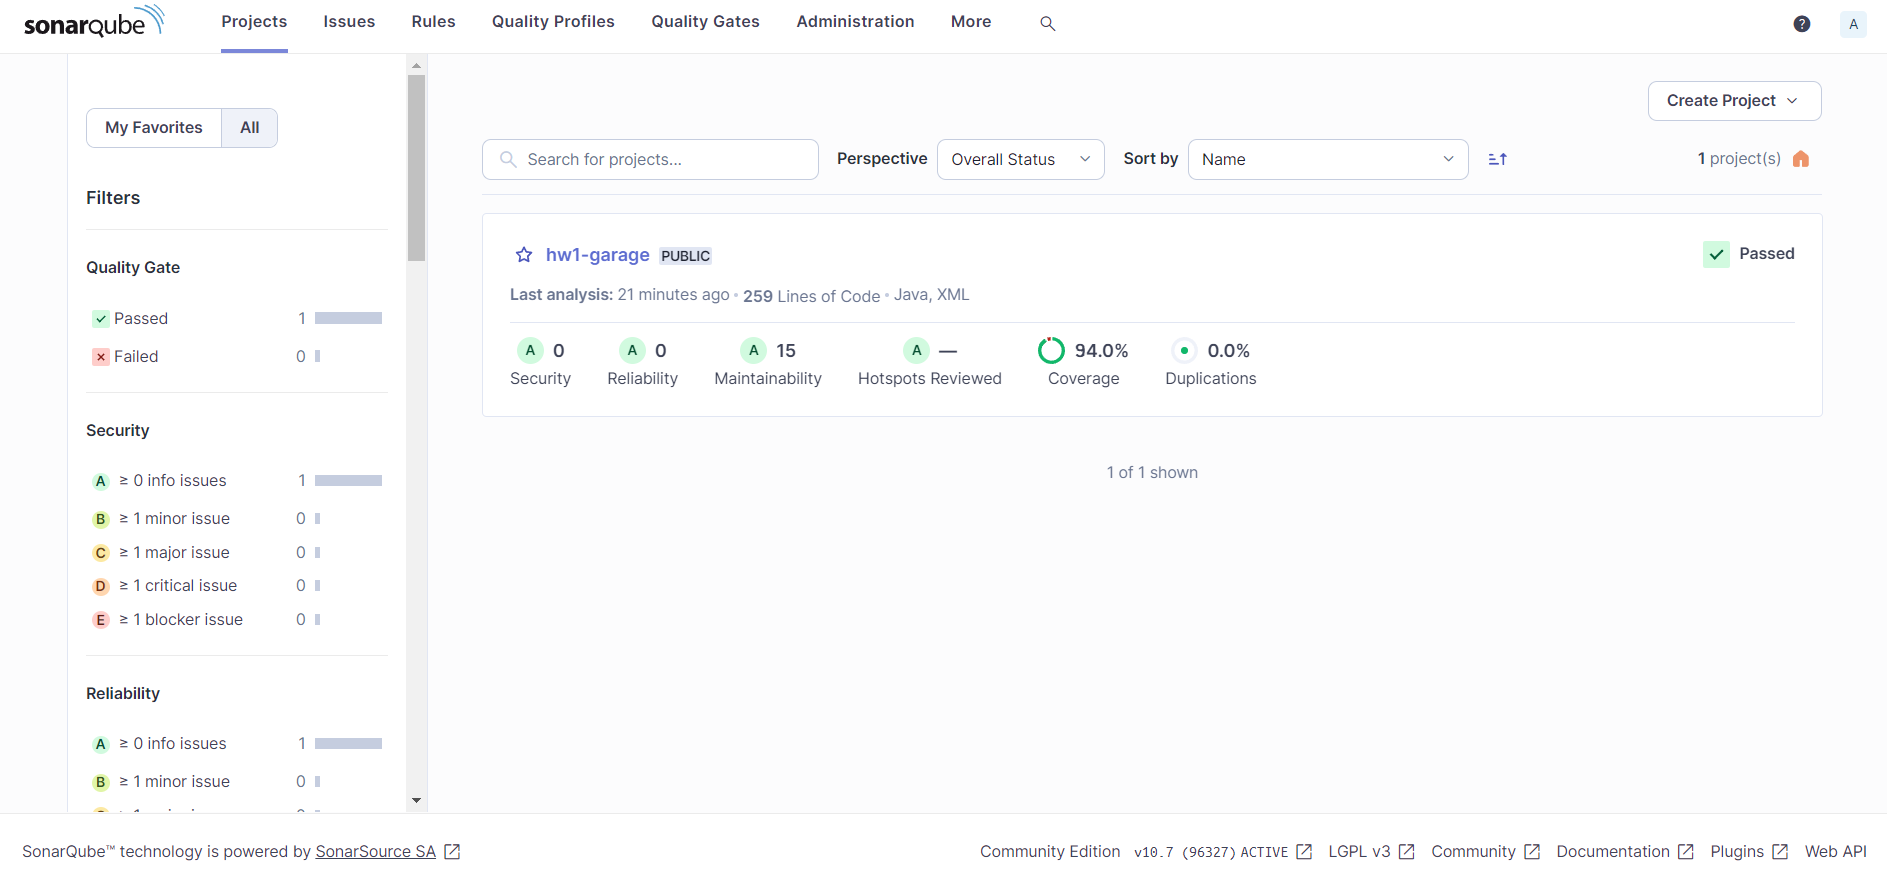 sonarqube Projects Issues Rules Quality Profiles Quality Gates Administration More ? A
My Favorites All
Filters
Quality Gate
Passed 1
Failed 0
Security
A ≥ 0 info issues 1
B ≥ 1 minor issue 0
C ≥ 1 major issue 0
D ≥ 1 critical issue 0
E ≥ 1 blocker issue 0
Reliability
A ≥ 0 info issues 1
B ≥ 1 minor issue 0
Create Project
Search for projects... Perspective Overall Status Sort by Name 1 project(s)
hw1-garage PUBLIC Passed
Last analysis: 21 minutes ago • 259 Lines of Code • Java, XML
A 0 A 0 A 15 A — 94.0% 0.0%
Security Reliability Maintainability Hotspots Reviewed Coverage Duplications
1 of 1 shown
SonarQube™ technology is powered by SonarSource SA Community Edition v10.7 (96327) ACTIVE LGPL v3 Community Documentation Plugins Web API